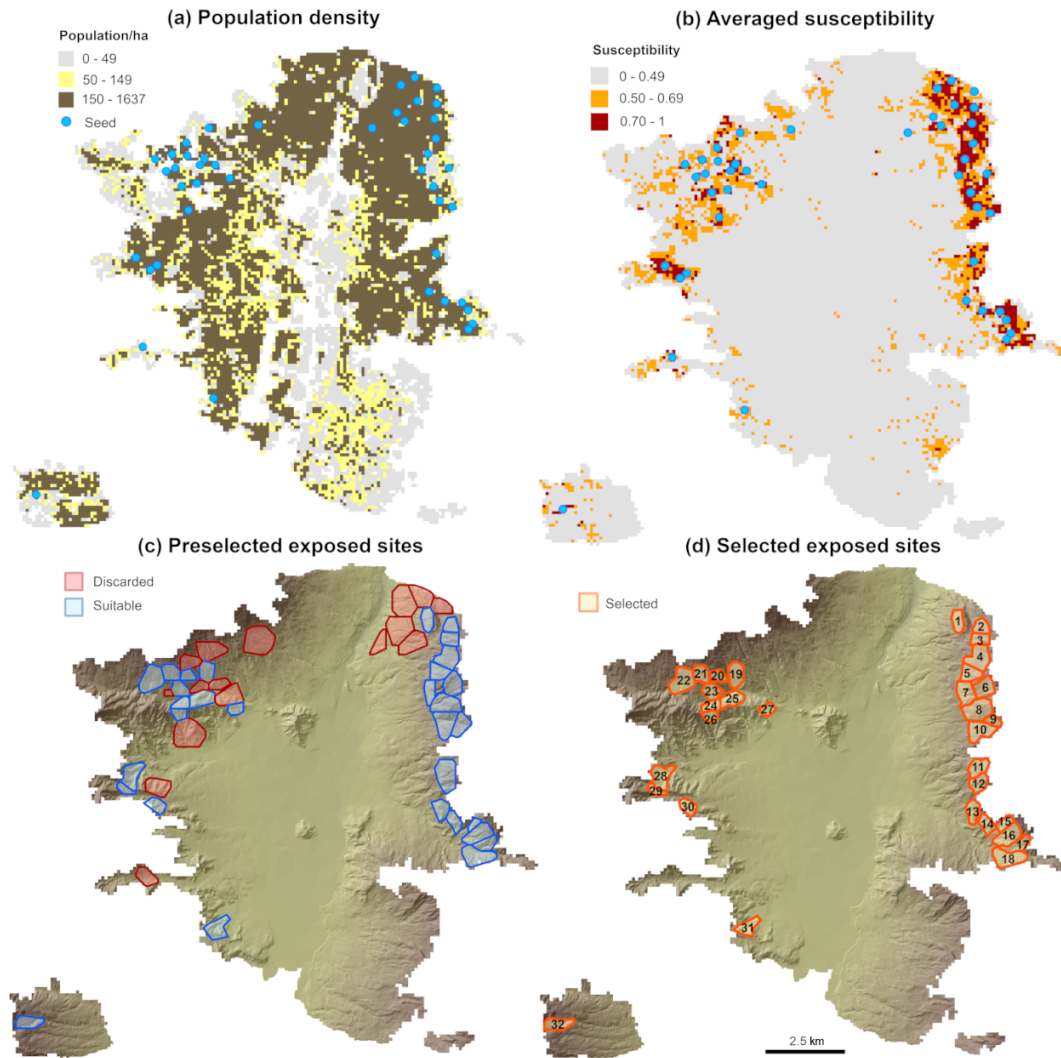 (a) Population density
Population/ha
0 - 49
50 - 149
150 - 1637
Seed
(b) Averaged susceptibility
Susceptibility
0 - 0.49
0.50 - 0.69
0.70 - 1
(c) Preselected exposed sites
Discarded
Suitable
(d) Selected exposed sites
Selected
1
2
3
4
5
6
7
8
9
10
11
12
13
14
15
16
17
18
19
20
21
22
23
24
25
26
27
28
29
30
31
32
2.5 km